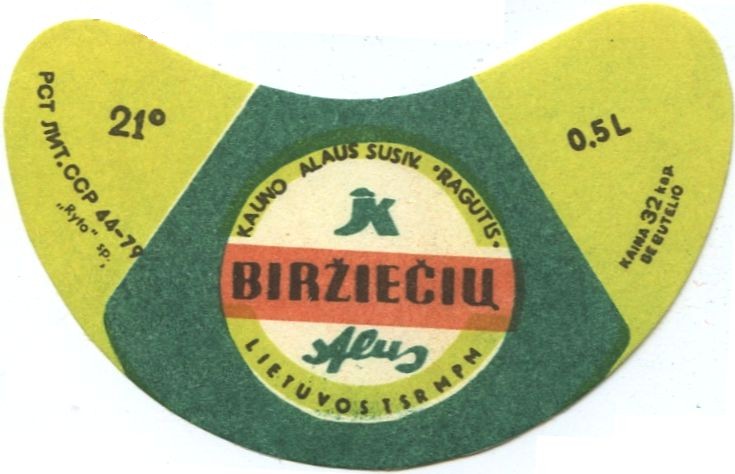 РСТ ЛИТ.ССР 44-79
„Ryto" sp.,
21°
KAUNO ALAUS SUSIV. "RAGUTIS"
JK
BIRŽIEČIŲ
Alus
LIETUVOS TSR MPM
0,5L
KAINA 32 kap.
BE BUTELIO